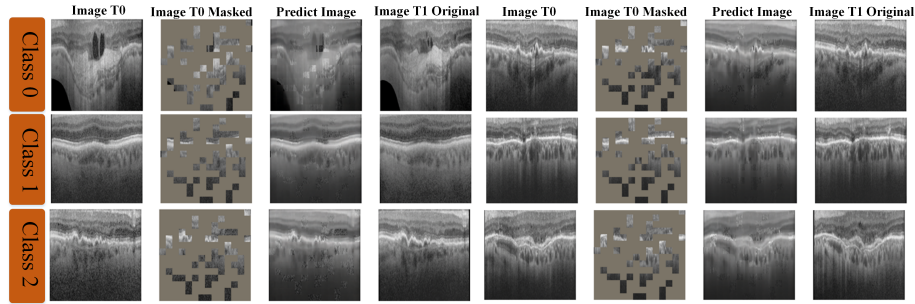 Image T0 Image T0 Masked Predict Image Image T1 Original Image T0 Image T0 Masked Predict Image Image T1 Original
Class 0
Class 1
Class 2